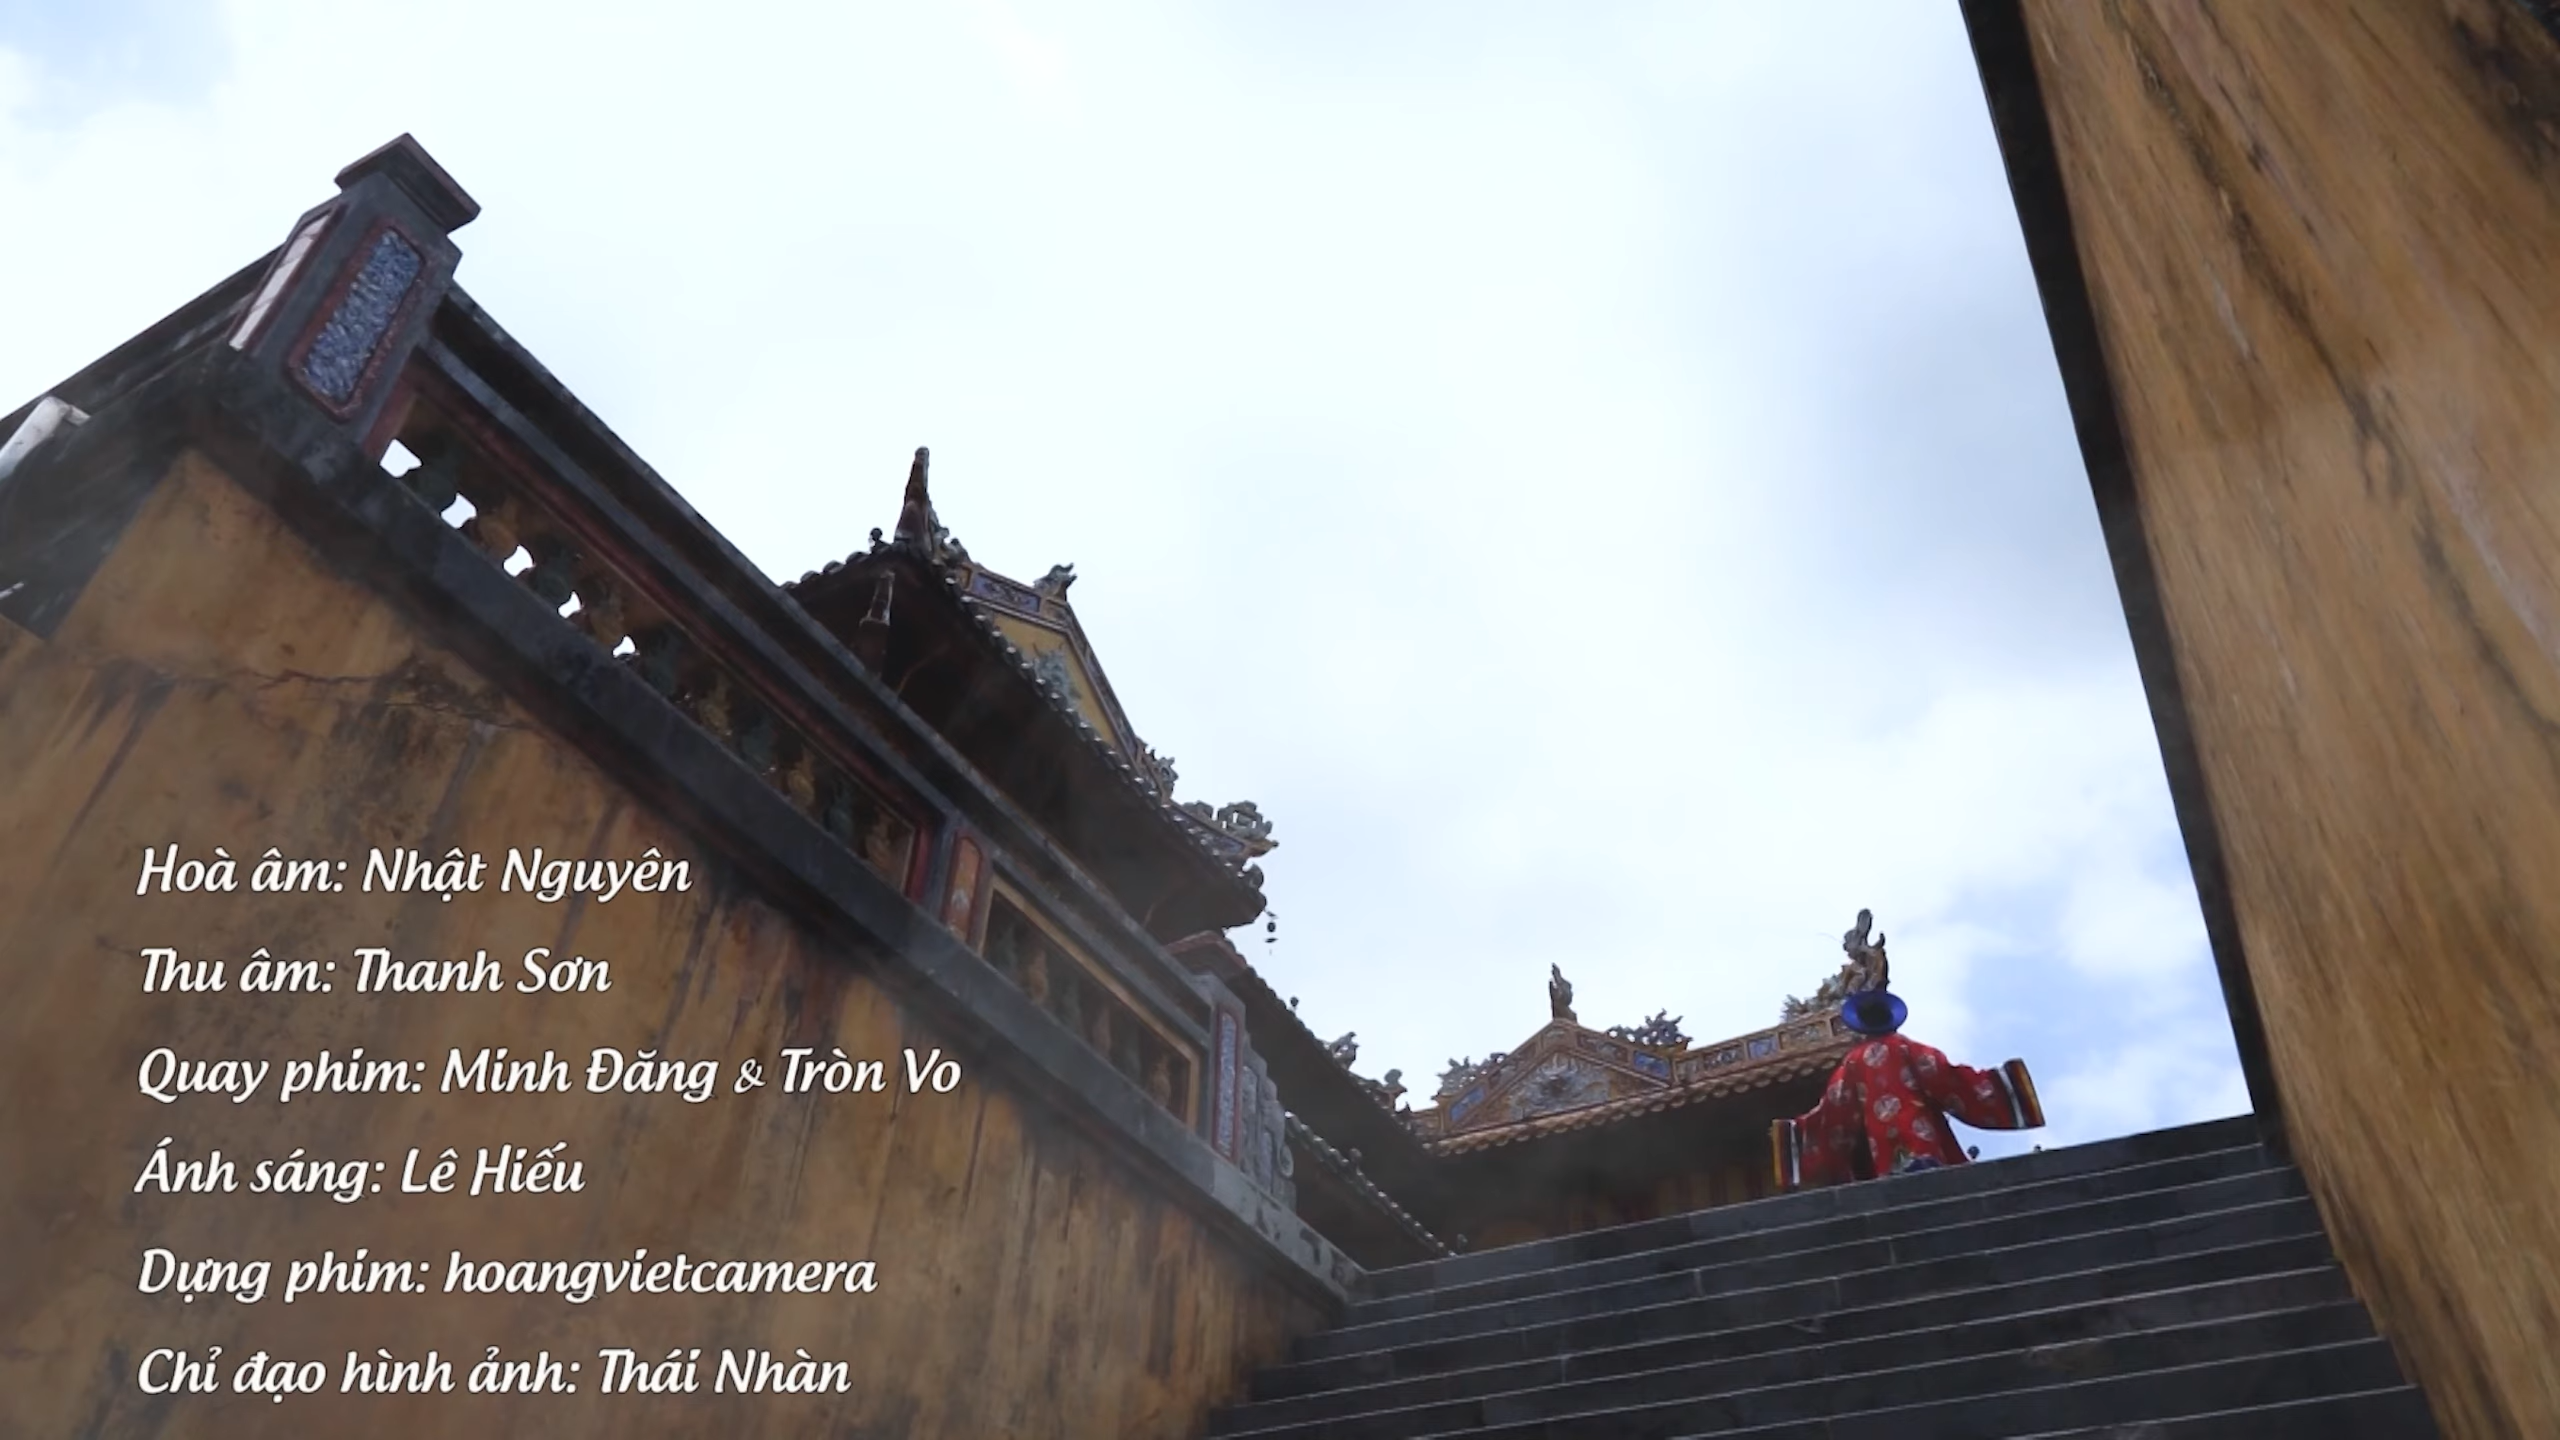 Hoà âm: Nhật Nguyên
Thu âm: Thanh Sơn
Quay phim: Minh Đăng & Tròn Vo
Ánh sáng: Lê Hiếu
Dựng phim: hoangvietcamera
Chỉ đạo hình ảnh: Thái Nhàn